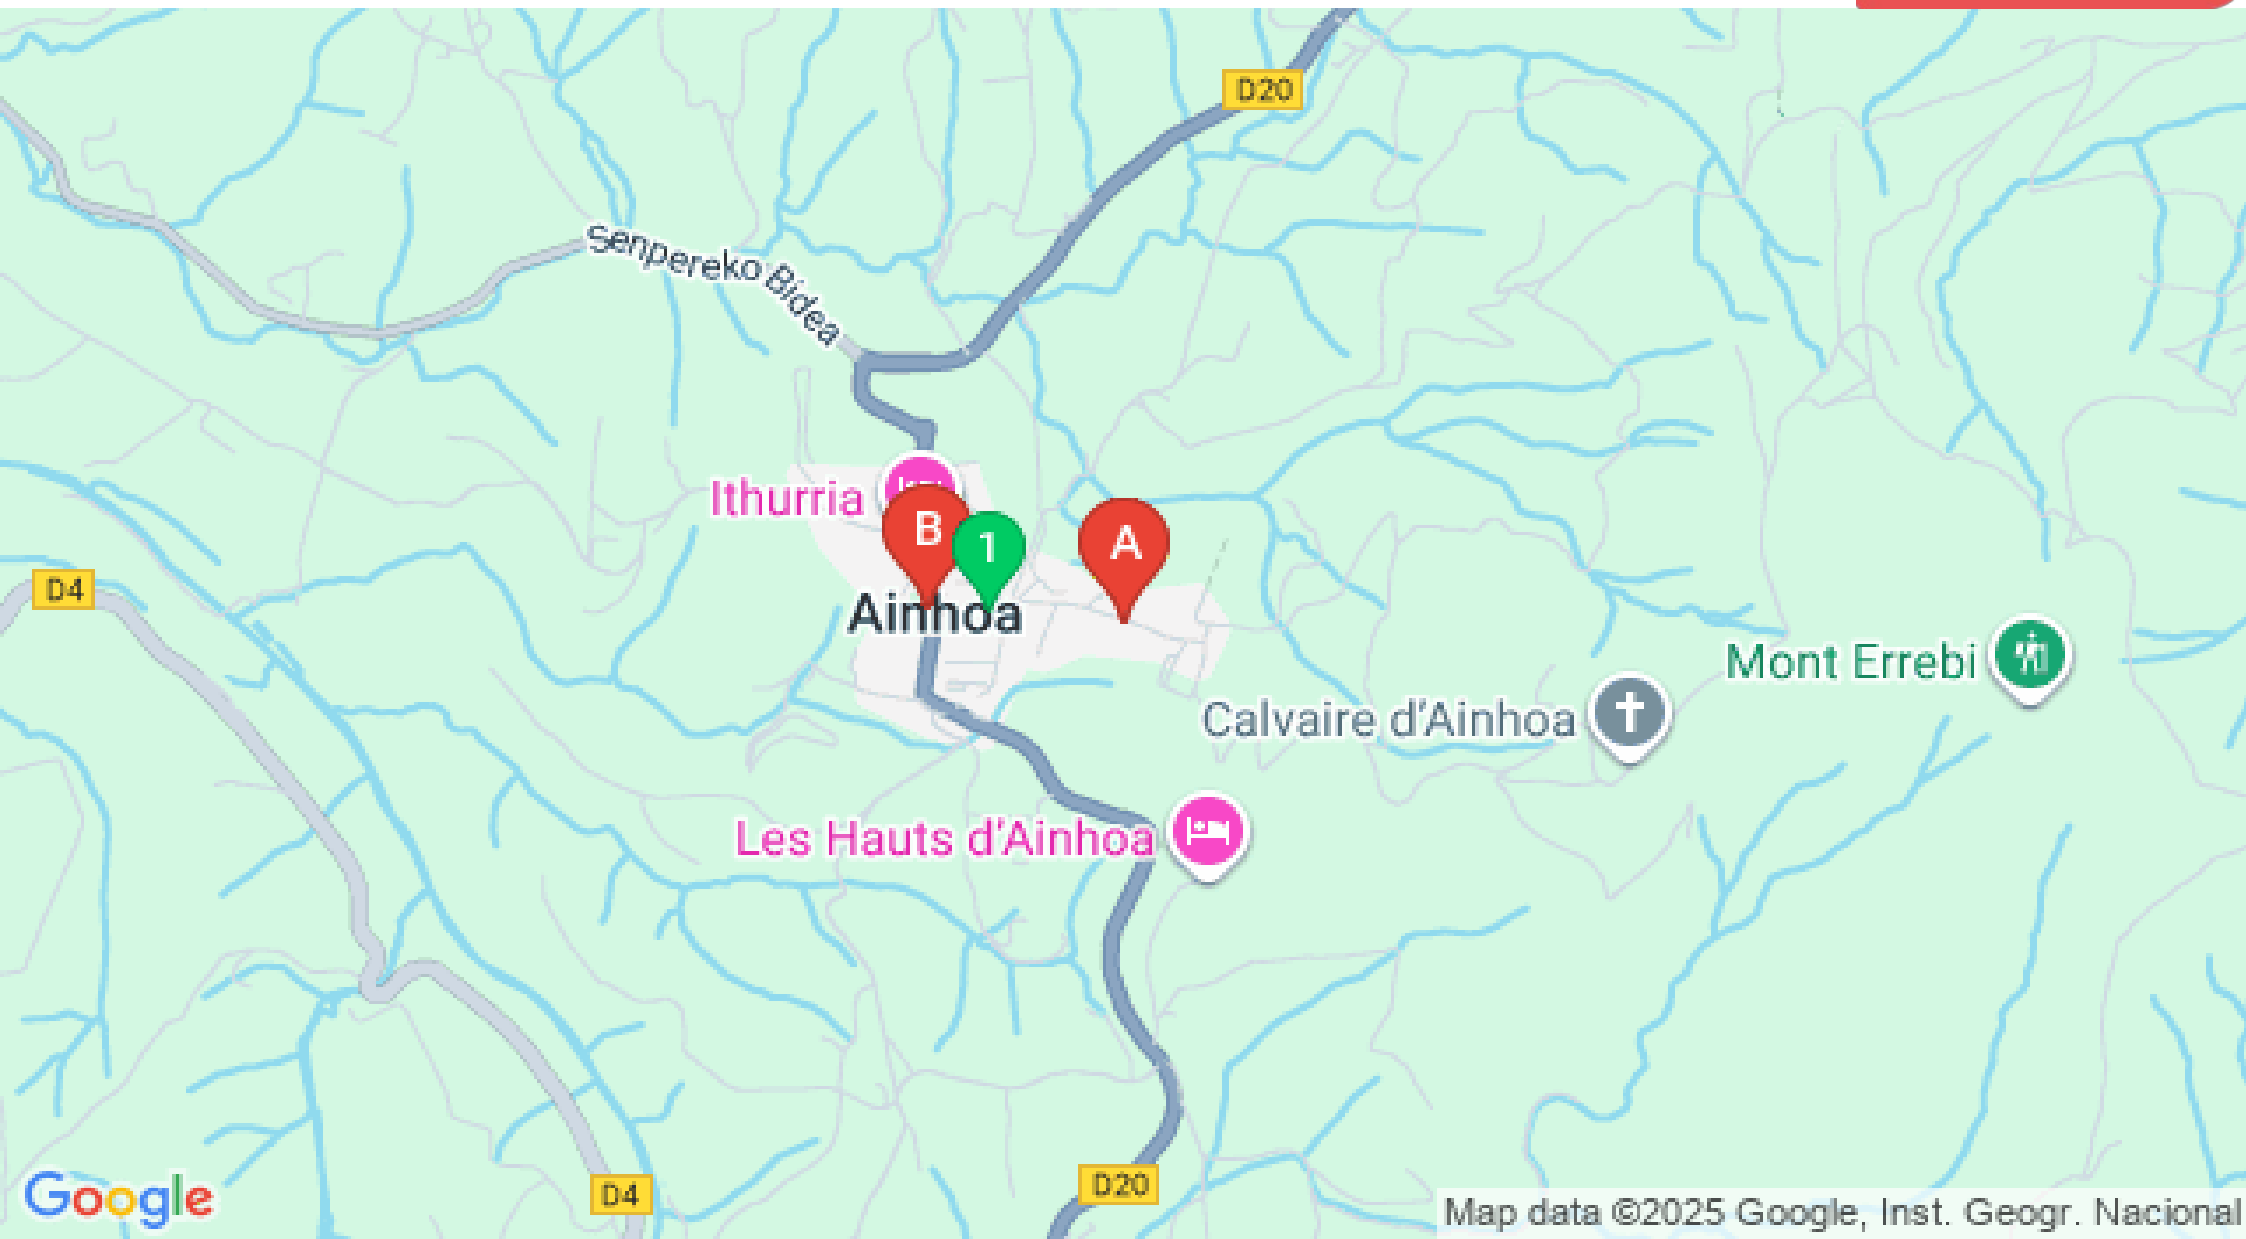 D20
Senpereko Bidea
Ithurria
B
1
A
Ainhoa
D4
Mont Errebi
Calvaire d'Ainhoa
Les Hauts d'Ainhoa
D4
D20
Google
Map data ©2025 Google, Inst. Geogr. Nacional